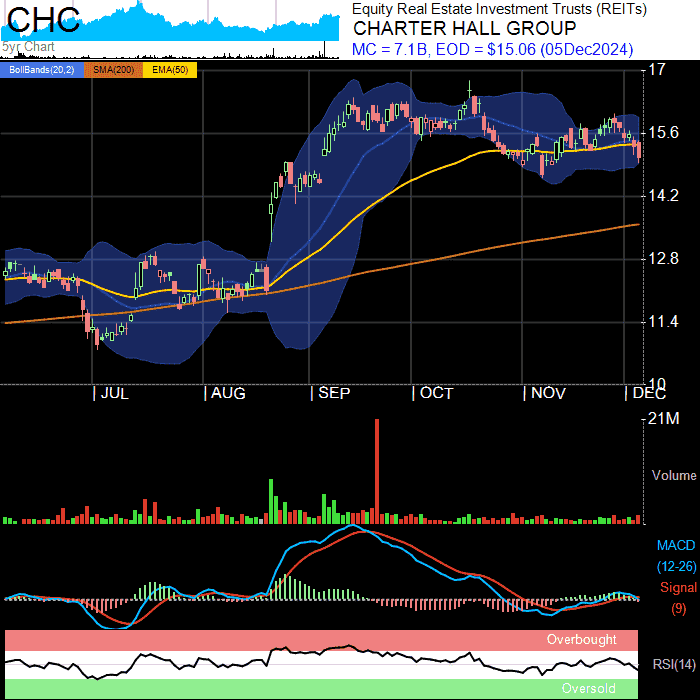 CHC
Equity Real Estate Investment Trusts (REITs)
CHARTER HALL GROUP
5yr Chart
MC = 7.1B, EOD = $15.06 (05Dec2024)
BollBands(20,2) SMA(200) EMA(50)
17
15.6
14.2
12.8
11.4
10
JUL AUG SEP OCT NOV DEC
21M
Volume
MACD
(12-26)
Signal
(9)
Overbought
RSI(14)
Oversold